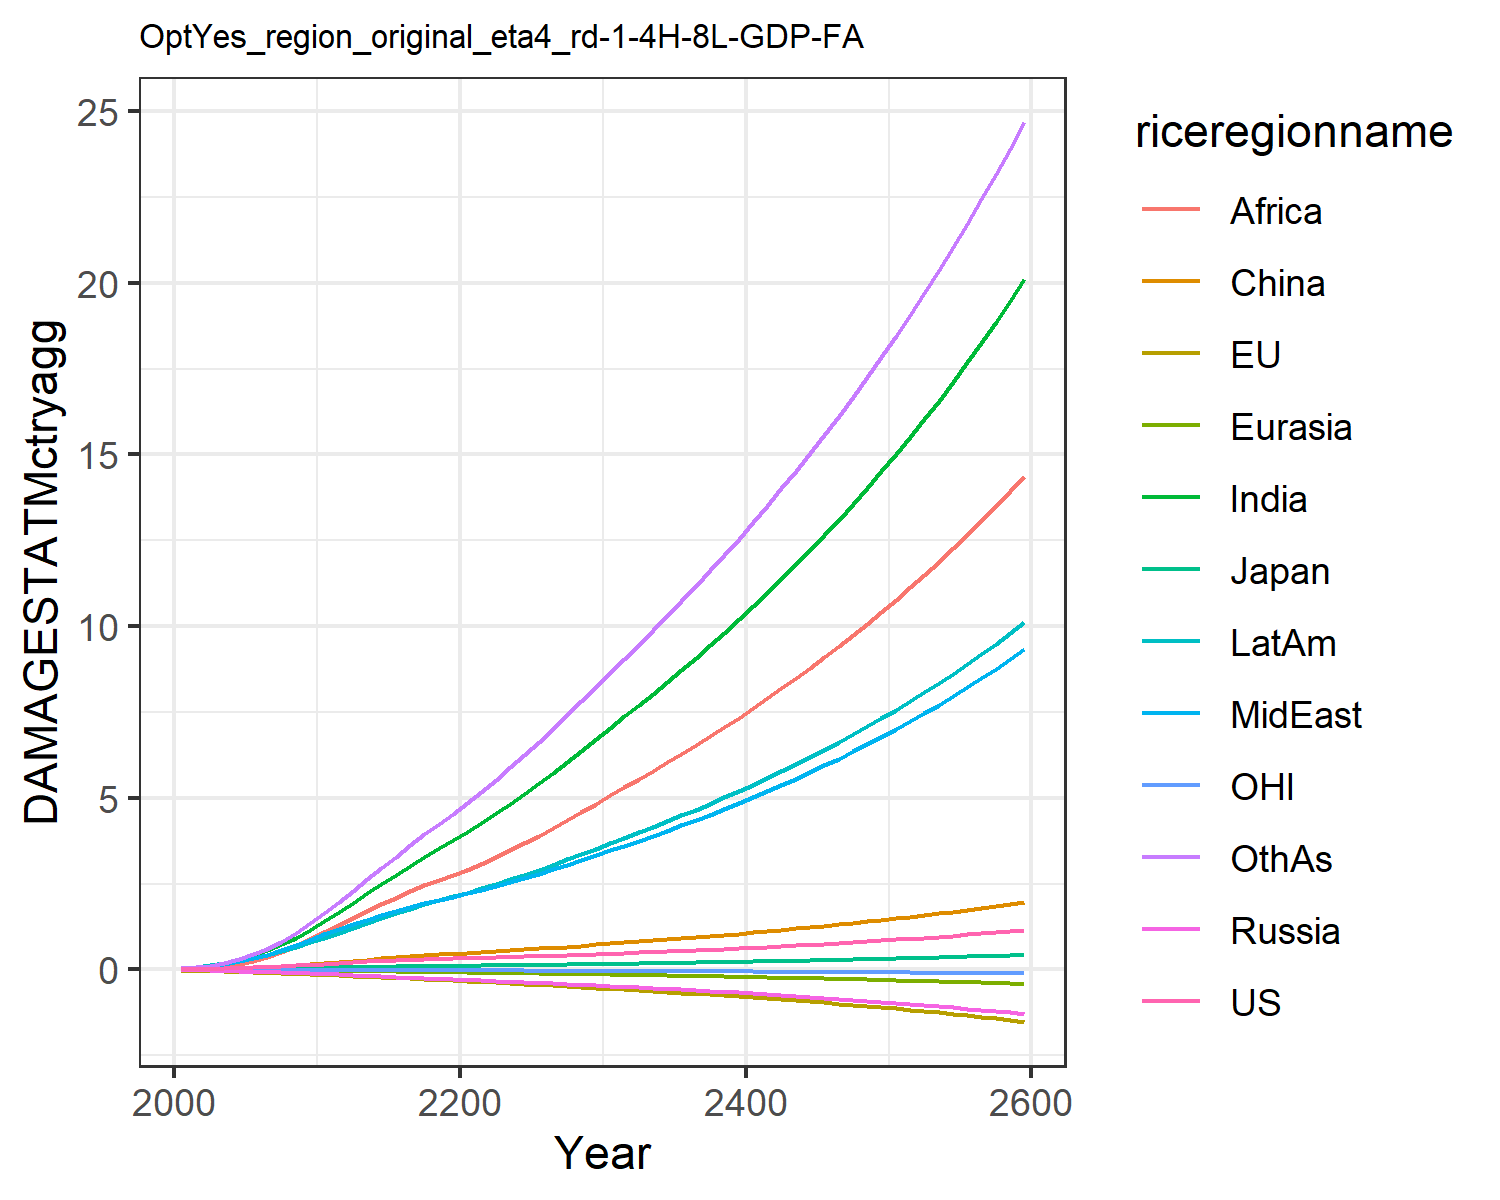 OptYes_region_original_eta4_rd-1-4H-8L-GDP-FA
DAMAGESTATMctryagg
25
20
15
10
5
0
2000
2200
2400
2600
Year
riceregionname
Africa
China
EU
Eurasia
India
Japan
LatAm
MidEast
OHI
OthAs
Russia
US